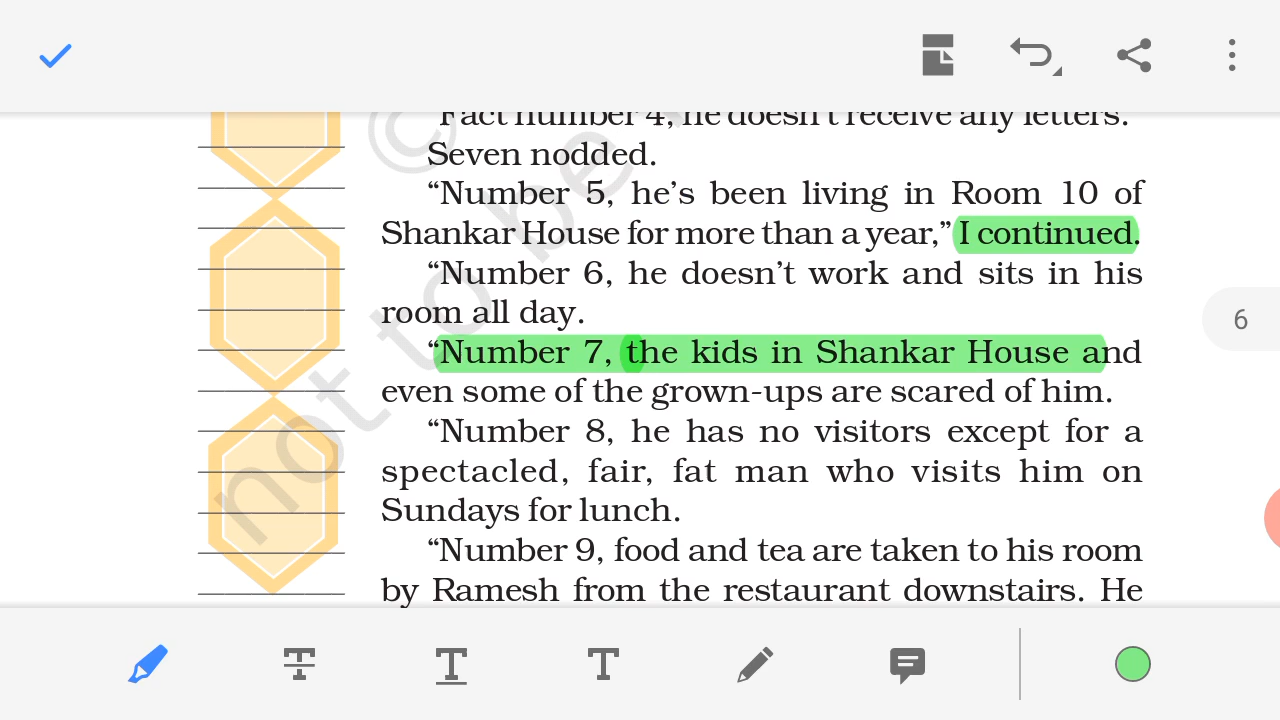 Fact number 4, he doesn't receive any letters.
Seven nodded.
“Number 5, he’s been living in Room 10 of
Shankar House for more than a year,” I continued.
“Number 6, he doesn’t work and sits in his
room all day.
6
“Number 7, the kids in Shankar House and
even some of the grown-ups are scared of him.
“Number 8, he has no visitors except for a
spectacled, fair, fat man who visits him on
Sundays for lunch.
“Number 9, food and tea are taken to his room
by Ramesh from the restaurant downstairs. He
©
not to be
T
T
T